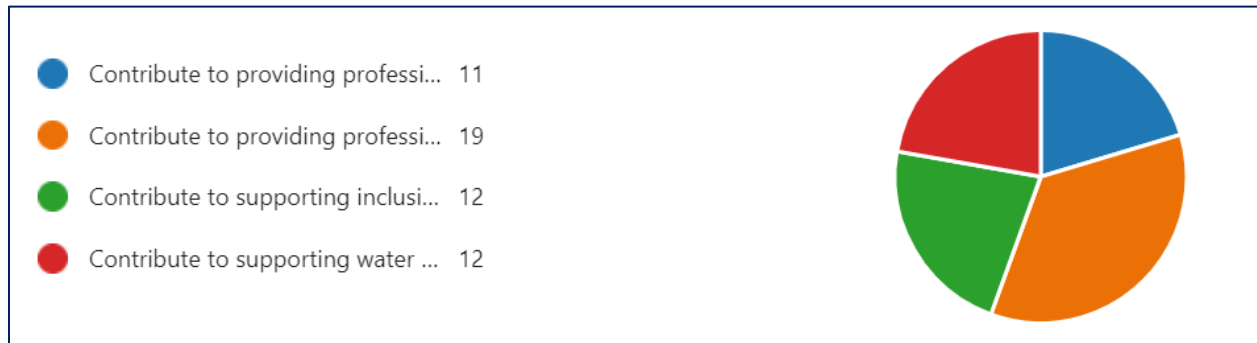 Contribute to providing professi... 11
Contribute to providing professi... 19
Contribute to supporting inclusi... 12
Contribute to supporting water ... 12